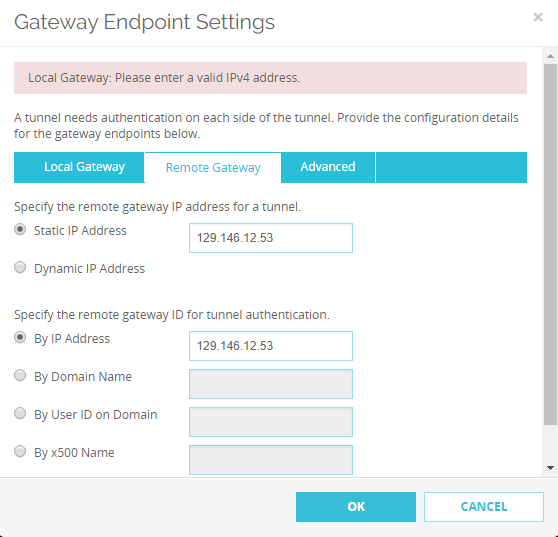 Gateway Endpoint Settings
Local Gateway: Please enter a valid IPv4 address.
A tunnel needs authentication on each side of the tunnel. Provide the configuration details
for the gateway endpoints below.
Local Gateway Remote Gateway Advanced
Specify the remote gateway IP address for a tunnel.
Static IP Address 129.146.12.53
Dynamic IP Address
Specify the remote gateway ID for tunnel authentication.
By IP Address 129.146.12.53
By Domain Name
By User ID on Domain
By x500 Name
OK CANCEL